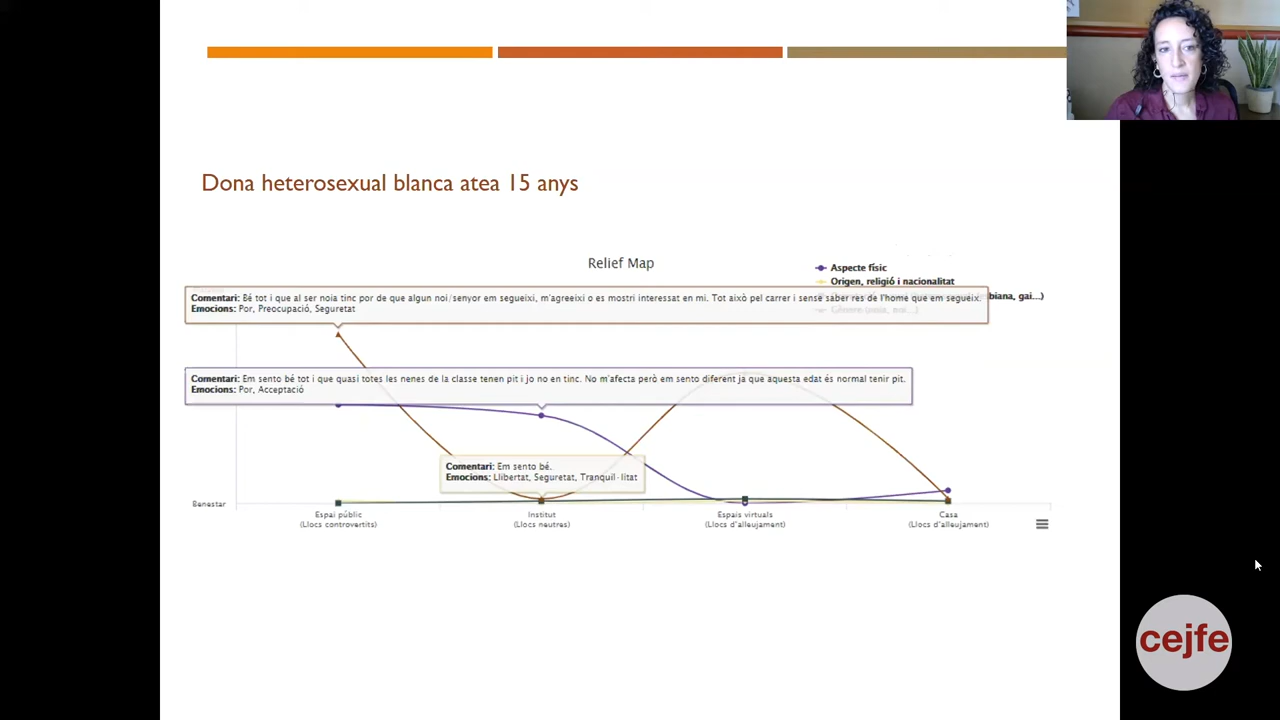 Dona heterosexual blanca atea 15 anys
Relief Map
Aspecte físic
Origen, religió i nacionalitat
biana, gai...)
Comentari: Bé tot i que al ser noia tinc por de que algun noi/senyor em segueixi, m'agreeixi o es mostri interessat en mi. Tot això pel carrer i sense saber res de l'home que em segueix.
Emocions: Por, Preocupació, Seguretat
Comentari: Em sento bé tot i que quasi totes les nenes de la classe tenen pit i jo no en tinc. No m'afecta però em sento diferent ja que aquesta edat és normal tenir pit.
Emocions: Por, Acceptació
Comentari: Em sento bé.
Emocions: Llibertat, Seguretat, Tranquil·litat
Benestar
Espai públic
(Llocs controvertits)
Institut
(Llocs neutres)
Espais virtuals
(Llocs d'alleujament)
Casa
(Llocs d'alleujament)
cejfe